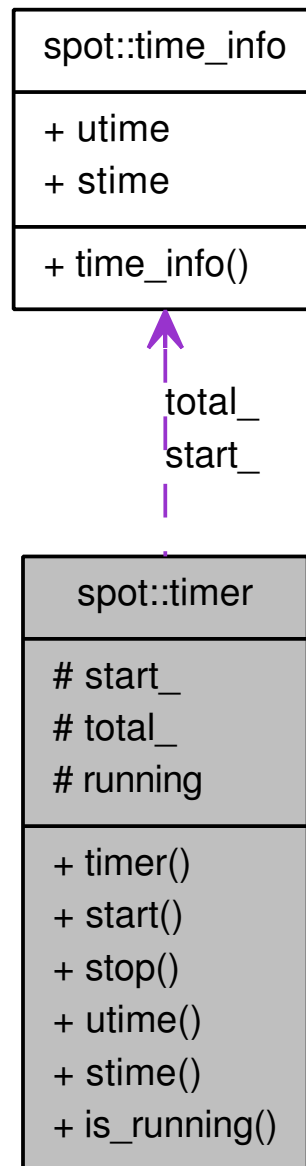 spot::time_info
+ utime
+ stime
+ time_info()
total_
start_
spot::timer
# start_
# total_
# running
+ timer()
+ start()
+ stop()
+ utime()
+ stime()
+ is_running()